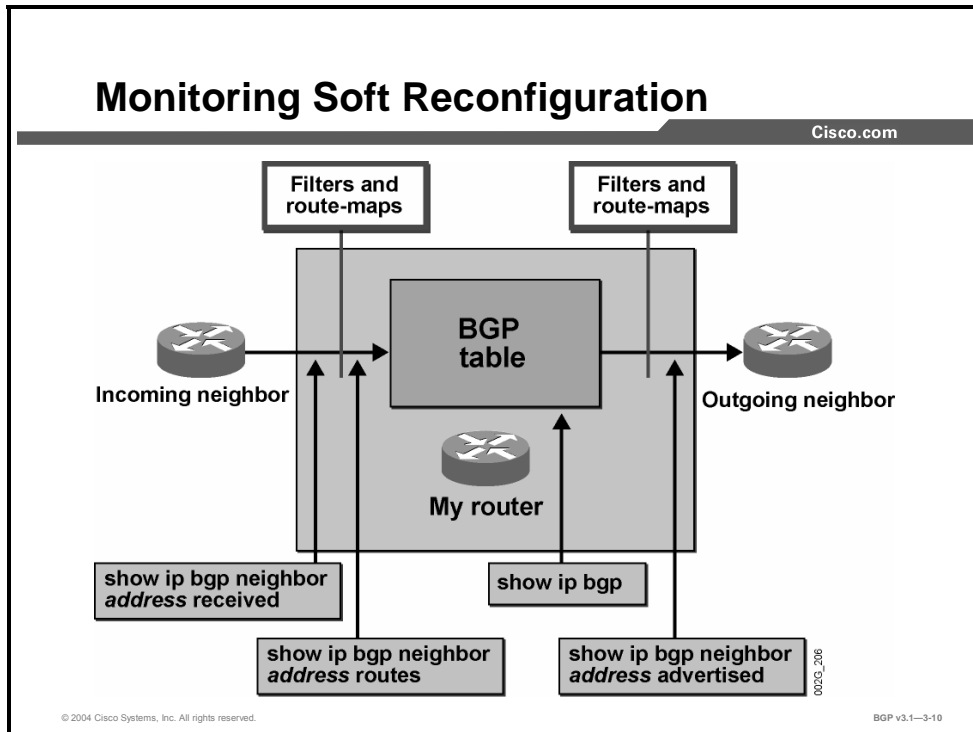 Monitoring Soft Reconfiguration
Cisco.com
Filters and
route-maps
Filters and
route-maps
BGP
table
Incoming neighbor
Outgoing neighbor
My router
show ip bgp neighbor
address received
show ip bgp
show ip bgp neighbor
address routes
show ip bgp neighbor
address advertised
002G_206
© 2004 Cisco Systems, Inc. All rights reserved.
BGP v3.1—3-10